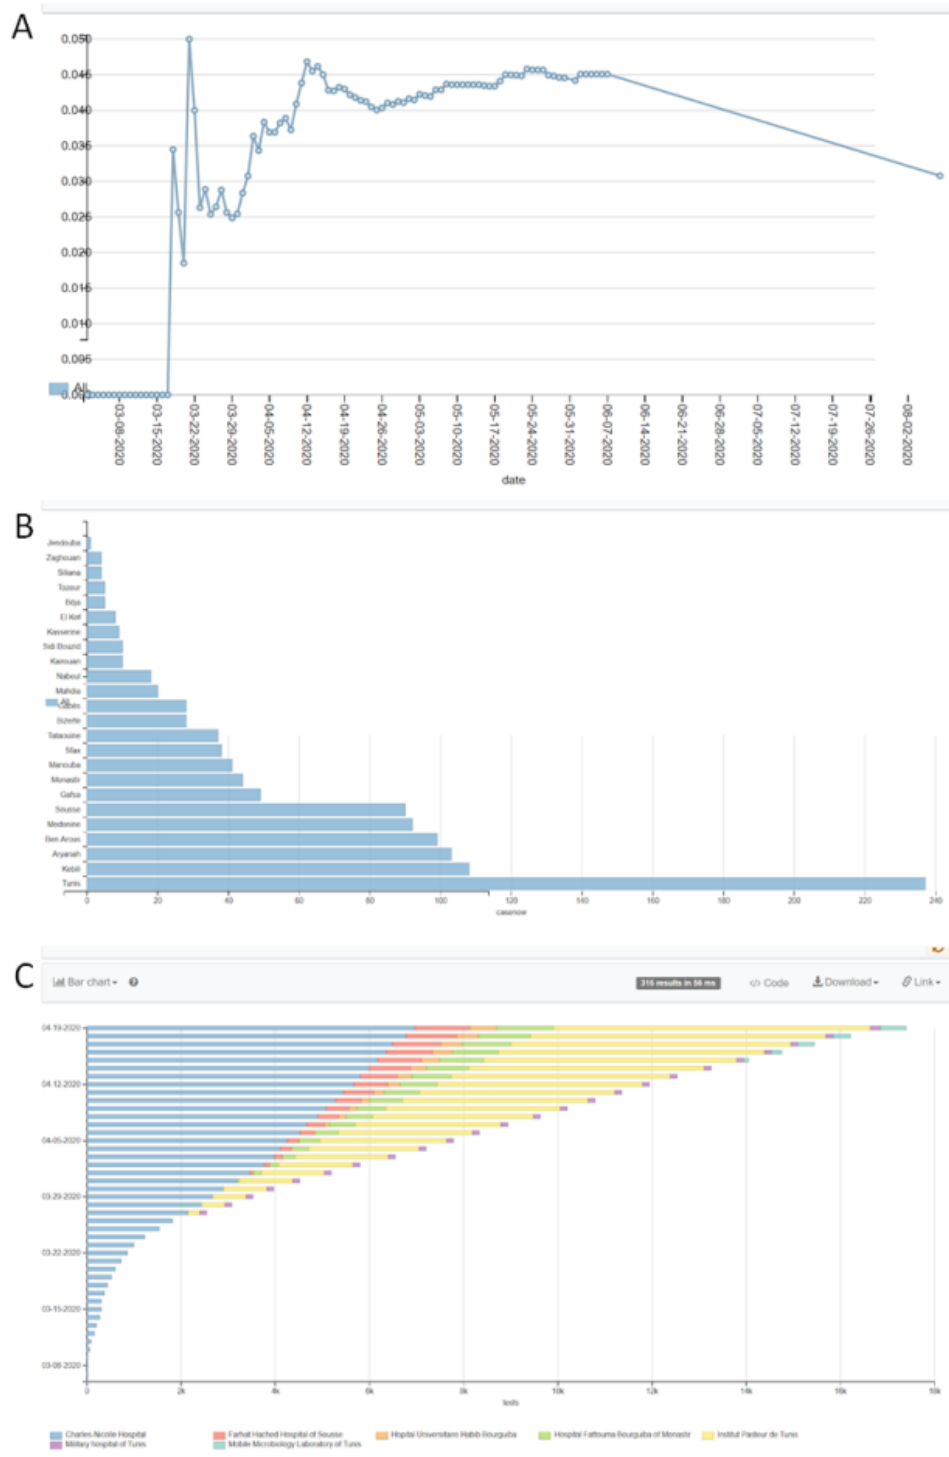 A
0.050
0.045
0.040
0.035
0.030
0.025
0.020
0.015
0.010
0.005
All
03-08-2020
03-15-2020
03-22-2020
03-29-2020
04-05-2020
04-12-2020
04-19-2020
04-26-2020
05-03-2020
05-10-2020
05-17-2020
05-24-2020
05-31-2020
06-07-2020
06-14-2020
06-21-2020
06-28-2020
07-05-2020
07-12-2020
07-19-2020
07-26-2020
08-02-2020
date
B
Jendouba
Zaghouan
Siliana
Tozeur
Béja
El Kef
Kasserine
Sidi Bouzid
Kairouan
Nabeul
Mahdia
Gabès
Bizerte
Tataouine
Sfax
Manouba
Monastir
Gafsa
Sousse
Medenine
Ben Arous
Aryanah
Kebili
Tunis
0 20 40 60 80 100 120 140 160 180 200 220 240
casenow
C
Bar chart
315 results in 56 ms
</> Code
Download
Link
04-19-2020
04-12-2020
04-05-2020
03-29-2020
03-22-2020
03-15-2020
03-08-2020
0 2k 4k 6k 8k 10k 12k 14k 16k 18k
tests
Charles Nicolle Hospital Farhat Hached Hospital of Sousse Hopital Universitaire Habib Bourguiba Hospital Fattouma Bourguiba of Monastir Institut Pasteur de Tunis
Military hospital of Tunis Mobile Microbiology Laboratory of Tunis